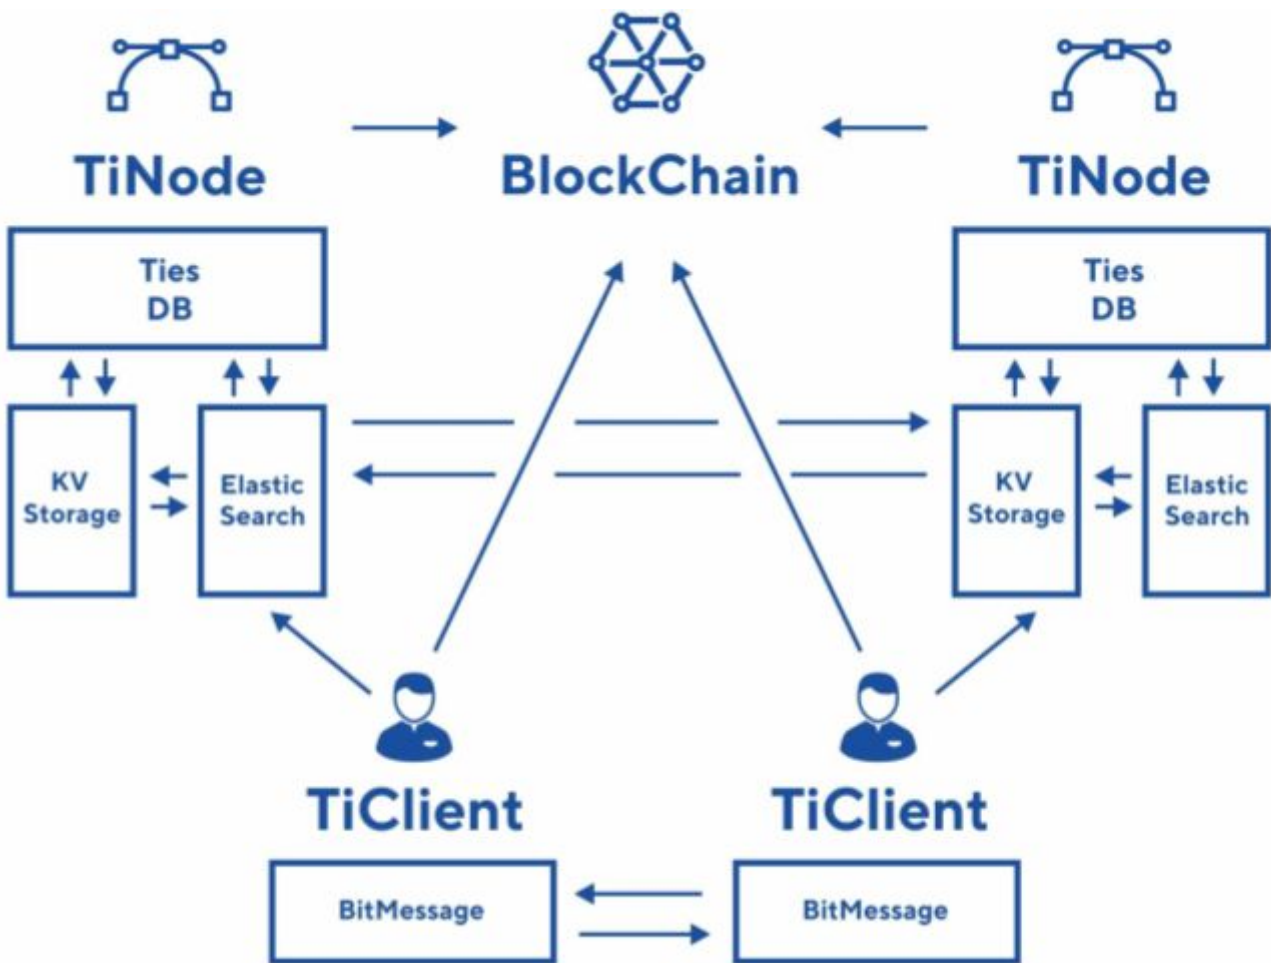 TiNode
BlockChain
TiNode
Ties
DB
Ties
DB
KV
Storage
Elastic
Search
KV
Storage
Elastic
Search
TiClient
TiClient
BitMessage
BitMessage